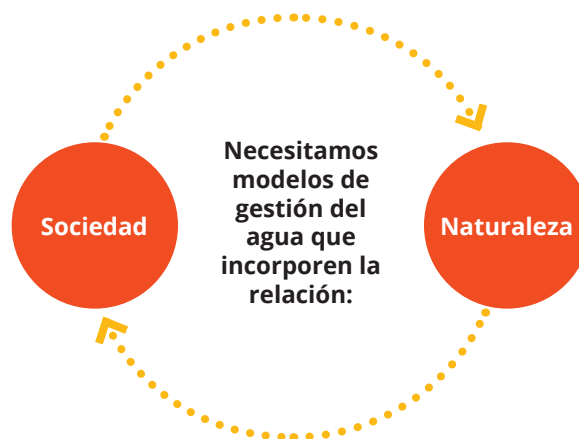 Necesitamos
modelos de
gestión del
agua que
incorporen la
relación:
Sociedad
Naturaleza